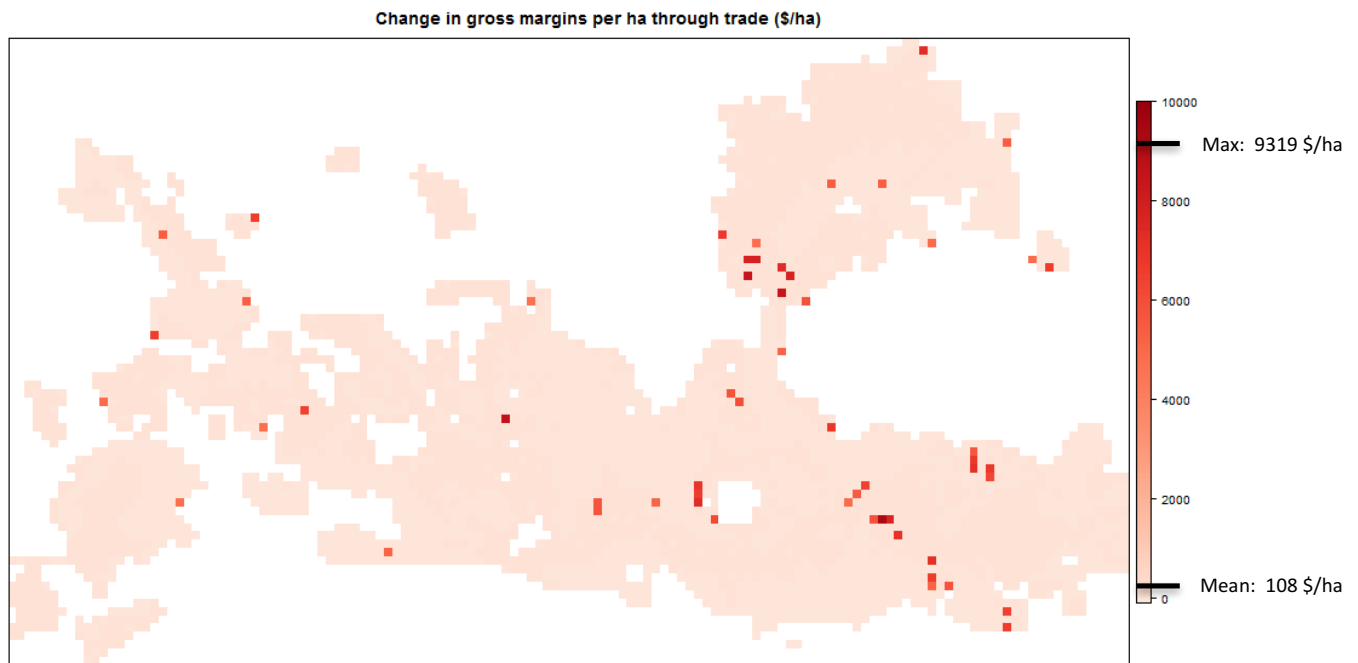 Change in gross margins per ha through trade ($/ha)
10000
Max: 9319 $/ha
8000
6000
4000
2000
Mean: 108 $/ha
0